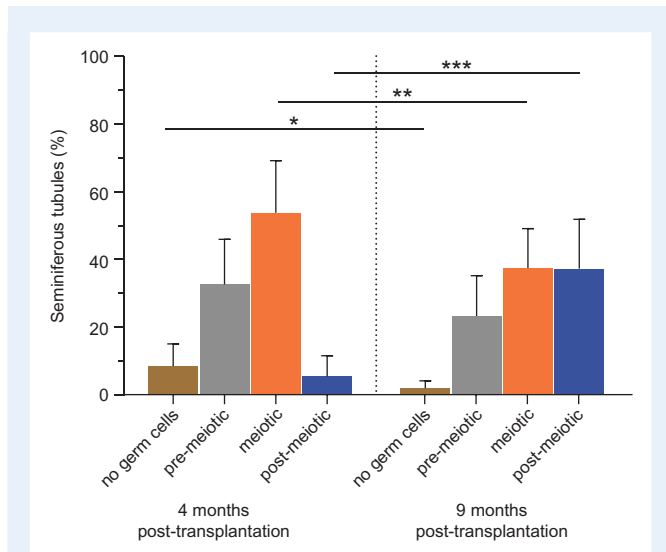 100
80
60
40
20
0
Seminiferous tubules (%)
*
**
***
no germ cells
pre-meiotic
meiotic
post-meiotic
no germ cells
pre-meiotic
meiotic
post-meiotic
4 months
post-transplantation
9 months
post-transplantation